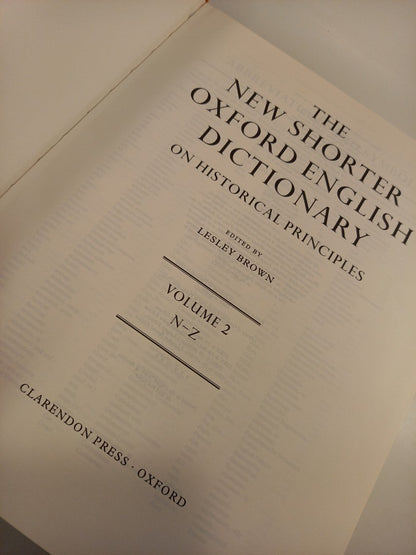 THE
NEW SHORTER
OXFORD ENGLISH
DICTIONARY
ON HISTORICAL PRINCIPLES
EDITED BY
LESLEY BROWN
VOLUME 2
N–Z
CLARENDON PRESS · OXFORD